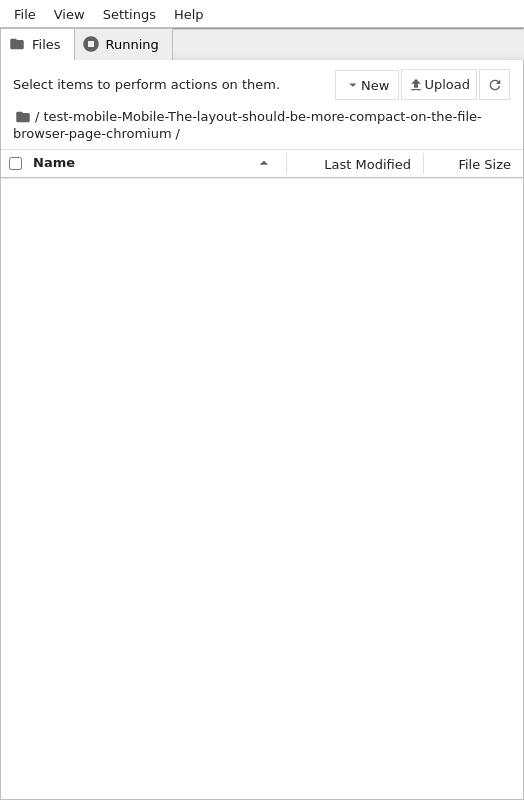 File View Settings Help
Files Running
Select items to perform actions on them. New Upload
/ test-mobile-Mobile-The-layout-should-be-more-compact-on-the-file-
browser-page-chromium /
Name Last Modified File Size